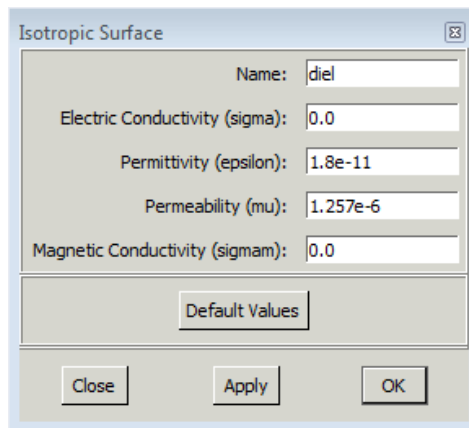 Isotropic Surface
Name: diel
Electric Conductivity (sigma): 0.0
Permittivity (epsilon): 1.8e-11
Permeability (mu): 1.257e-6
Magnetic Conductivity (sigmam): 0.0
Default Values
Close Apply OK